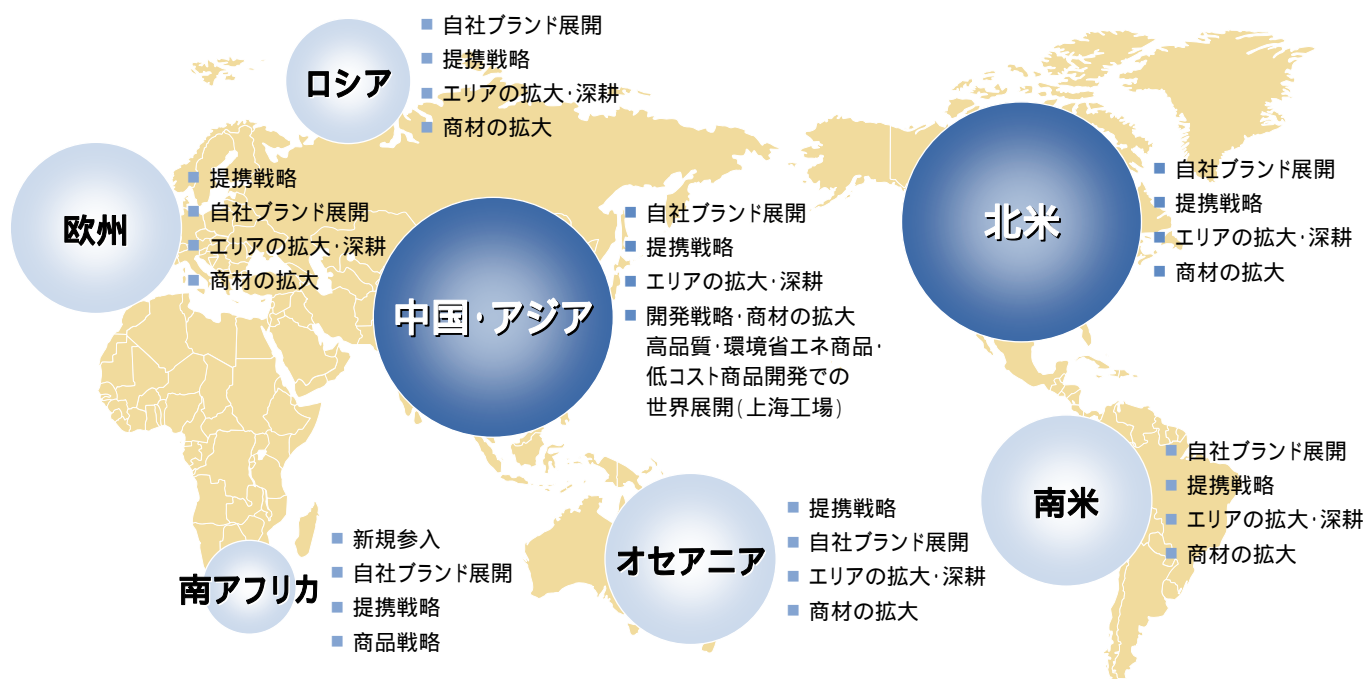 ロシア
自社ブランド展開
提携戦略
エリアの拡大・深耕
商材の拡大
欧州
提携戦略
自社ブランド展開
エリアの拡大・深耕
商材の拡大
中国・アジア
自社ブランド展開
提携戦略
エリアの拡大・深耕
開発戦略・商材の拡大
高品質・環境省エネ商品・
低コスト商品開発での
世界展開(上海工場)
北米
自社ブランド展開
提携戦略
エリアの拡大・深耕
商材の拡大
南アフリカ
新規参入
自社ブランド展開
提携戦略
商品戦略
オセアニア
提携戦略
自社ブランド展開
エリアの拡大・深耕
商材の拡大
南米
自社ブランド展開
提携戦略
エリアの拡大・深耕
商材の拡大